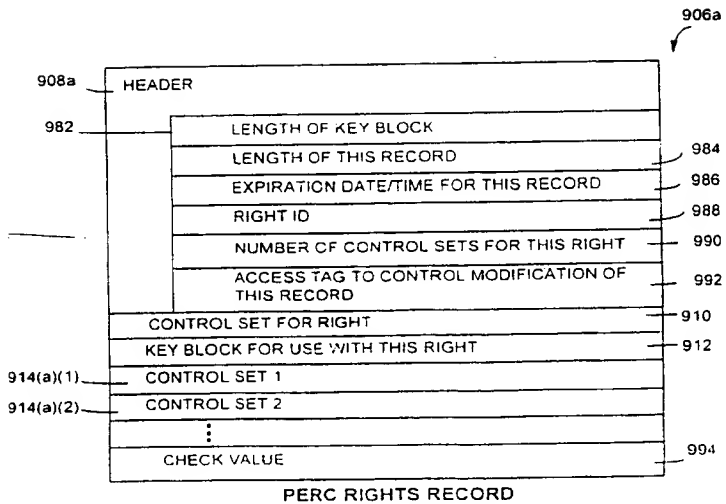 906a
908a
HEADER
982
LENGTH OF KEY BLOCK
LENGTH OF THIS RECORD
984
EXPIRATION DATE/TIME FOR THIS RECORD
986
RIGHT ID
988
NUMBER OF CONTROL SETS FOR THIS RIGHT
990
ACCESS TAG TO CONTROL MODIFICATION OF
THIS RECORD
992
CONTROL SET FOR RIGHT
910
KEY BLOCK FOR USE WITH THIS RIGHT
912
914(a)(1)
CONTROL SET 1
914(a)(2)
CONTROL SET 2
CHECK VALUE
994
PERC RIGHTS RECORD